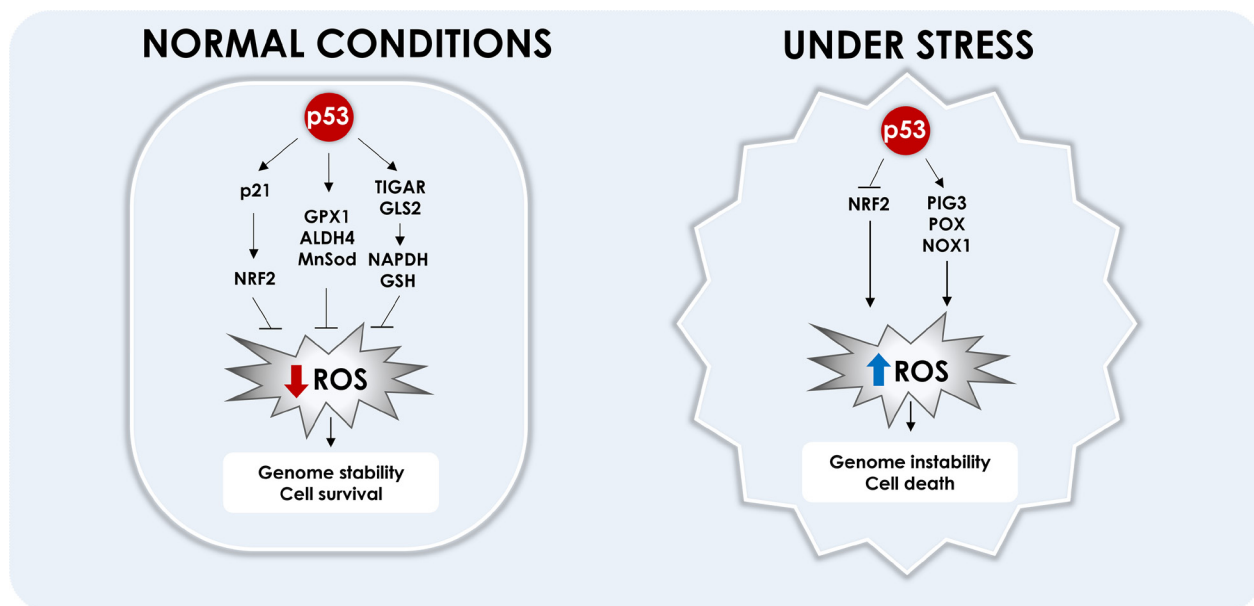 NORMAL CONDITIONS
p53
p21
NRF2
GPX1
ALDH4
MnSod
TIGAR
GLS2
NAPDH
GSH
ROS
Genome stability
Cell survival
UNDER STRESS
p53
NRF2
PIG3
POX
NOX1
ROS
Genome instability
Cell death